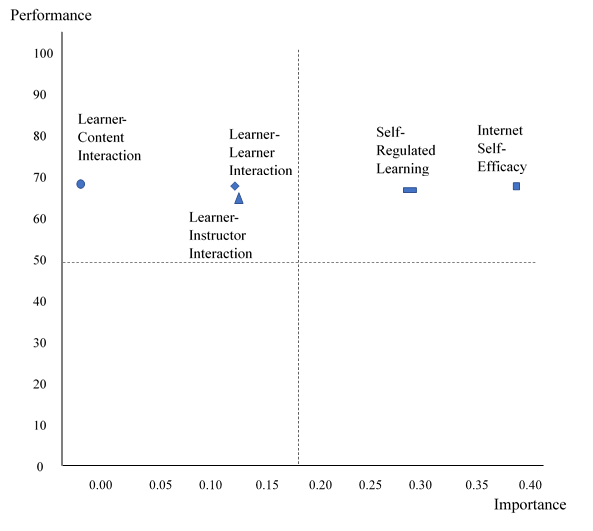 Performance
100
90
80
70
60
50
40
30
20
10
0
Learner-
Content
Interaction
Learner-
Learner
Interaction
Learner-
Instructor
Interaction
Self-
Regulated
Learning
Internet
Self-
Efficacy
0.00 0.05 0.10 0.15 0.20 0.25 0.30 0.35 0.40
Importance